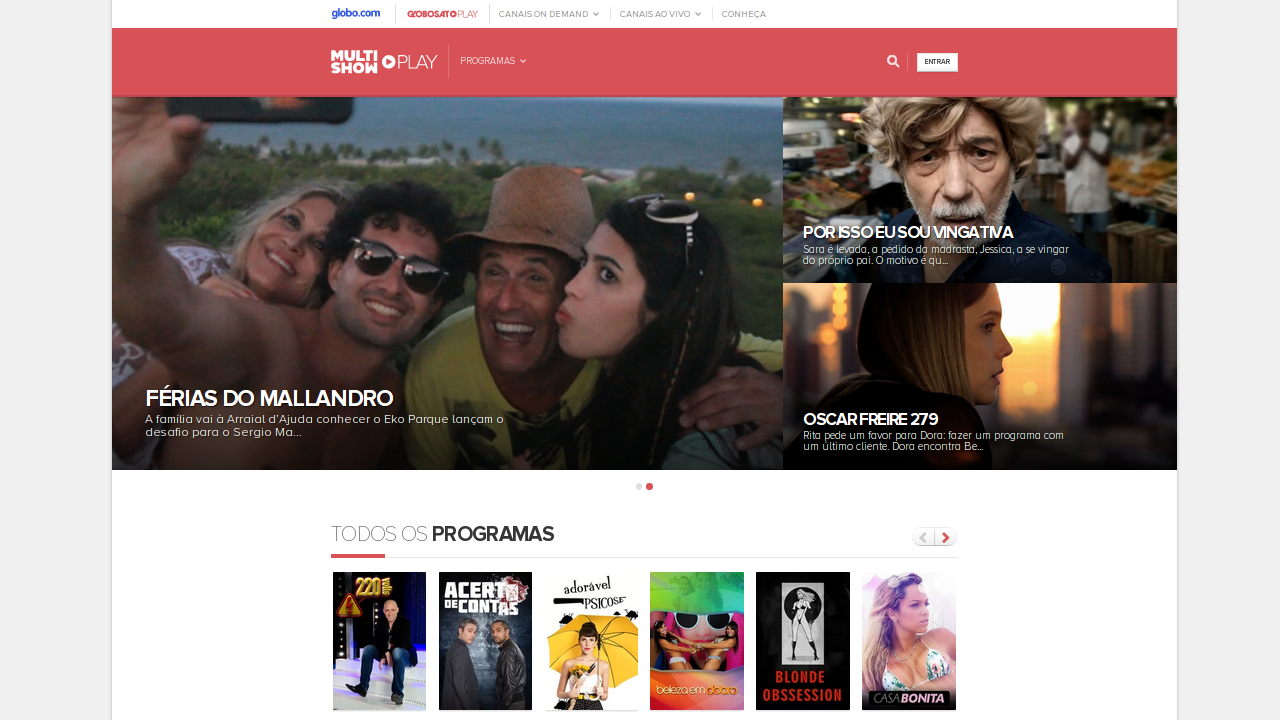 globo.com
GLOBOSAT PLAY
CANAIS ON DEMAND
CANAIS AO VIVO
CONHEÇA
MULTI SHOW PLAY
PROGRAMAS
ENTRAR
FÉRIAS DO MALLANDRO
A família vai à Arraial d'Ajuda conhecer o Eko Parque lançam o
desafio para o Sergio Ma...
POR ISSO EU SOU VINGATIVA
Sara é levada, a pedido da madrasta, Jessica, a se vingar
do próprio pai. O motivo é qu...
OSCAR FREIRE 279
Rita pede um favor para Dora: fazer um programa com
um último cliente. Dora encontra Be...
TODOS OS PROGRAMAS
220
volts
ACERTO
DE CONTAS
adorável
PSICOSE
beleza em dobro
BLONDE
OBSSESSION
CASA BONITA